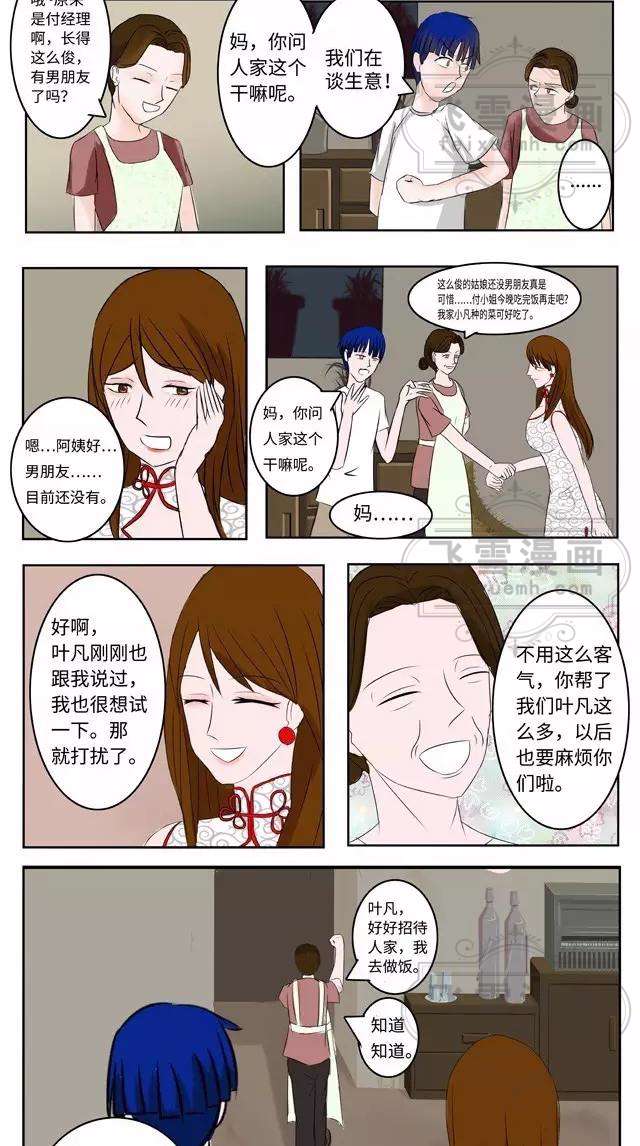 哦~原来
是付经理
啊，长得
这么俊，
有男朋友
了吗？
妈，你问
人家这个
干嘛呢。
我们在
谈生意！
……
飞雪漫画
feixuemh.com
嗯…阿姨好…
男朋友……
目前还没有。
这么俊的姑娘还没男朋友真是
可惜……付小姐今晚吃完饭再走吧？
我家小凡种的菜可好吃了。
妈，你问
人家这个
干嘛呢。
妈……
飞雪漫画
好啊，
叶凡刚刚也
跟我说过，
我也很想试
一下。那
就打扰了。
不用这么客
气，你帮了
我们叶凡这
么多，以后
也要麻烦你
们啦。
叶凡，
好好招待
人家，我
去做饭。
知道
知道。